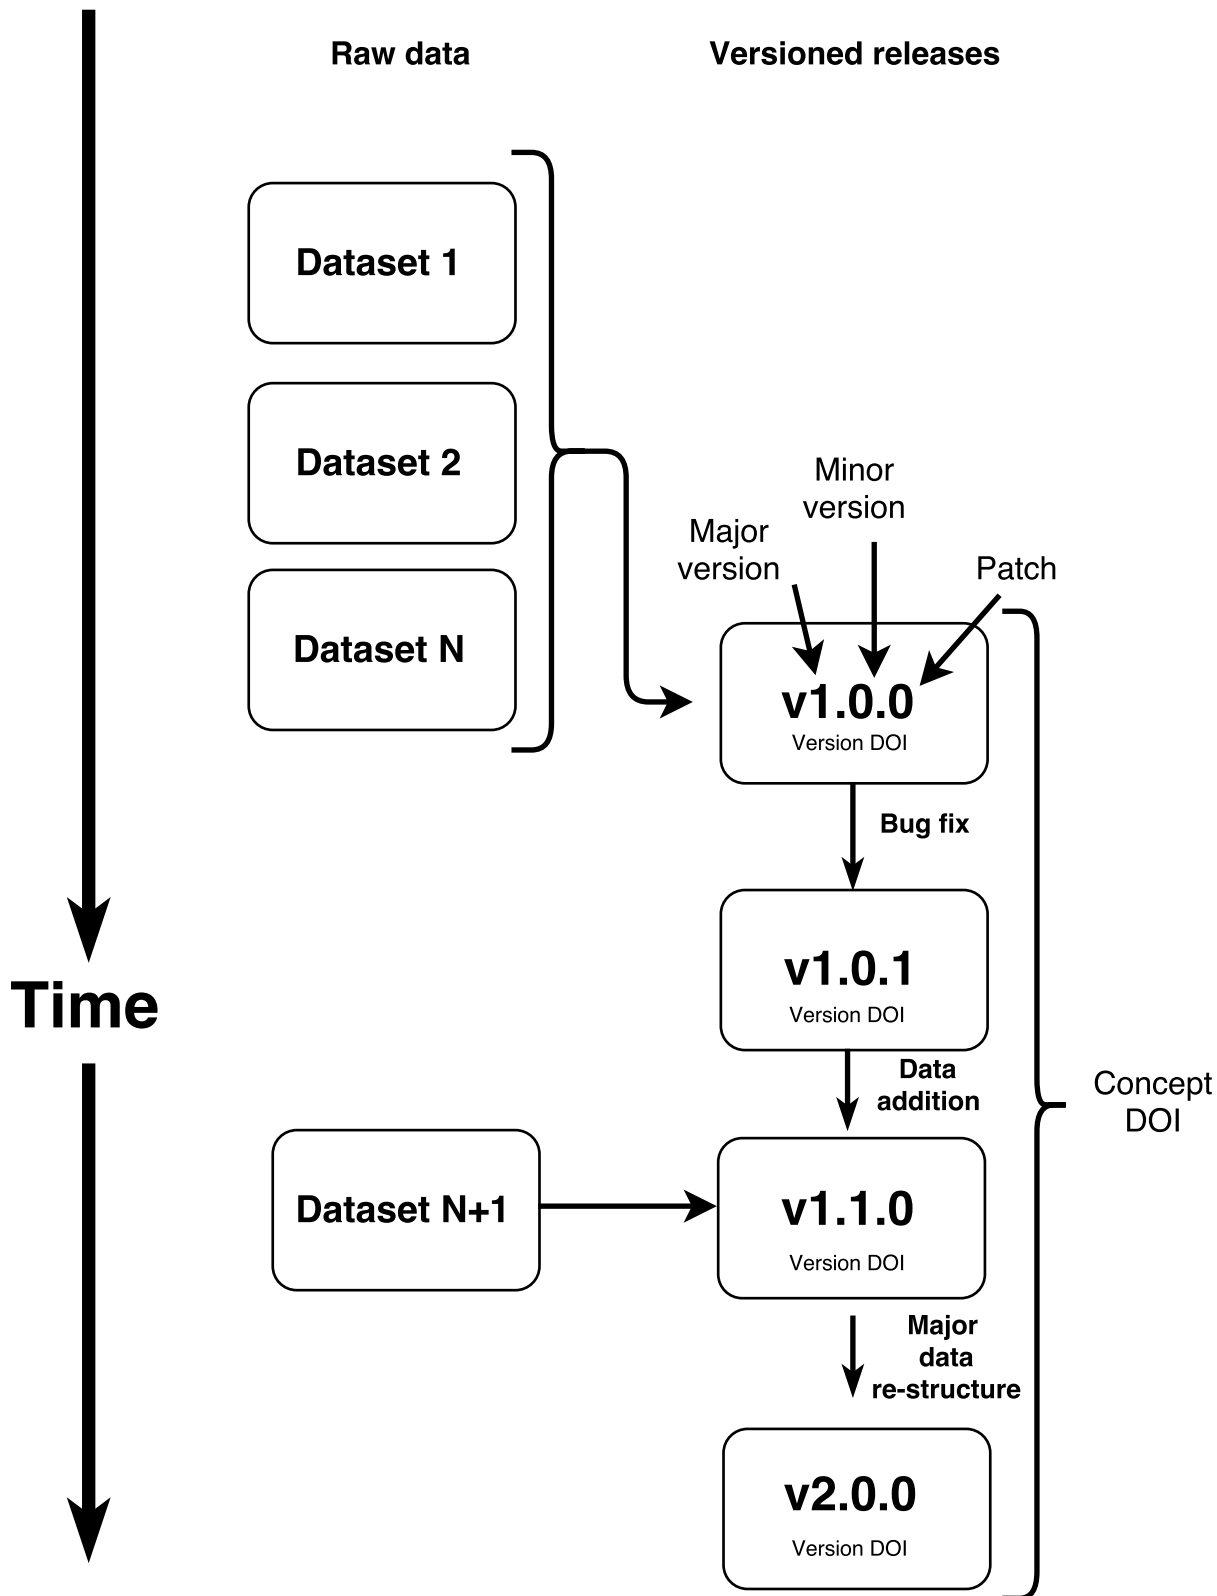 Raw data
Versioned releases
Dataset 1
Dataset 2
Dataset N
Minor
version
Major
version
Patch
v1.0.0
Version DOI
Bug fix
v1.0.1
Version DOI
Time
Data
addition
Concept
DOI
Dataset N+1
v1.1.0
Version DOI
Major
data
re-structure
v2.0.0
Version DOI